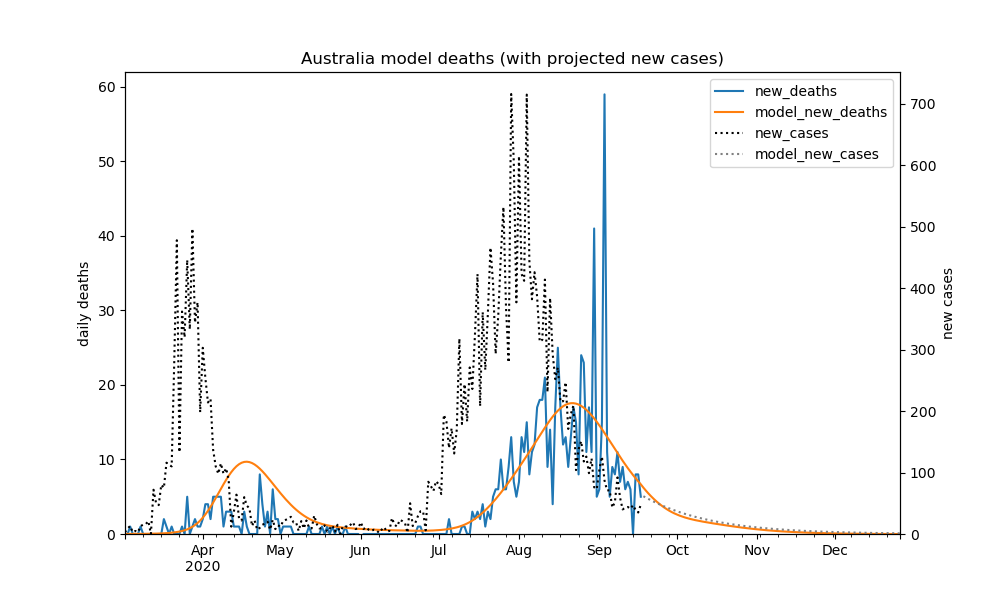 Australia model deaths (with projected new cases)
60
50
40
30
20
10
0
daily deaths
700
600
500
400
300
200
100
0
new cases
new_deaths
model_new_deaths
new_cases
model_new_cases
Apr May Jun Jul Aug Sep Oct Nov Dec
2020